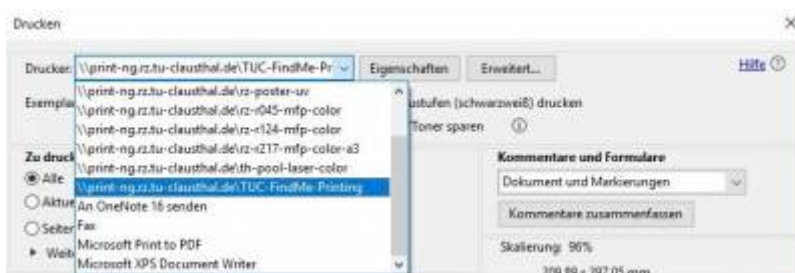 Drucken
Drucker: \\print-ng.rz.tu-clausthal.de\TUC-FindMe-Pr Eigenschaften Erweitert... Hilfe
\\print-ng.rz.tu-clausthal.de\rz-poster-uv
\\print-ng.rz.tu-clausthal.de\rz-r045-mfp-color
\\print-ng.rz.tu-clausthal.de\rz-r124-mfp-color
\\print-ng.rz.tu-clausthal.de\rz-r217-mfp-color-a3
\\print-ng.rz.tu-clausthal.de\th-pool-laser-color
\\print-ng.rz.tu-clausthal.de\TUC-FindMe-Printing
An OneNote 16 senden
Fax
Microsoft Print to PDF
Microsoft XPS Document Writer
Exempla
ustufen (schwarzweiß) drucken
Toner sparen
Zu druck
Alle
Aktue
Seiter
Weit
Kommentare und Formulare
Dokument und Markierungen
Kommentare zusammenfassen
Skalierung: 96%